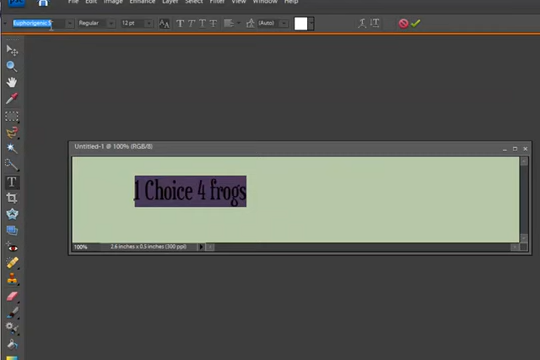 File Edit Image Enhance Layer Select Filter View Window Help
Regular 12 pt (Auto)
Untitled-1 @ 100% (RGB/8)
1 Choice 4 frogs
100% 2.6 inches x 0.5 inches (300 ppi)